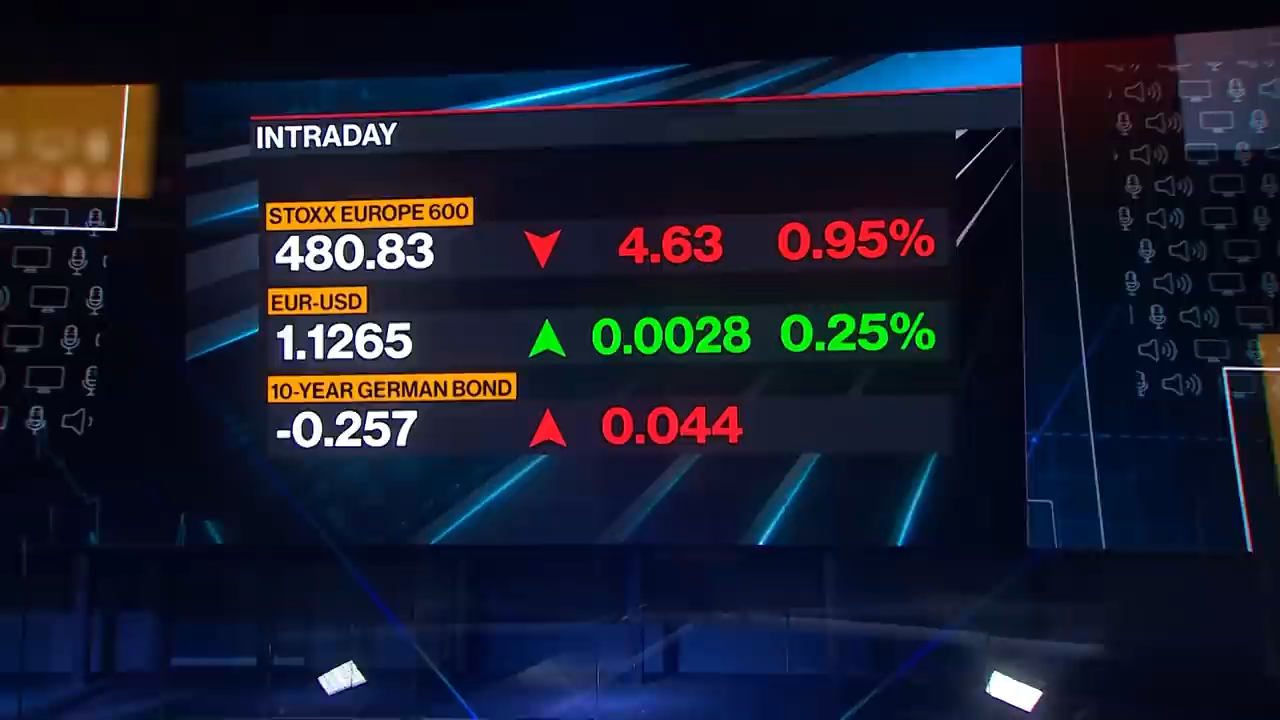 INTRADAY
STOXX EUROPE 600
480.83 ▼ 4.63 0.95%
EUR-USD
1.1265 ▲ 0.0028 0.25%
10-YEAR GERMAN BOND
-0.257 ▲ 0.044